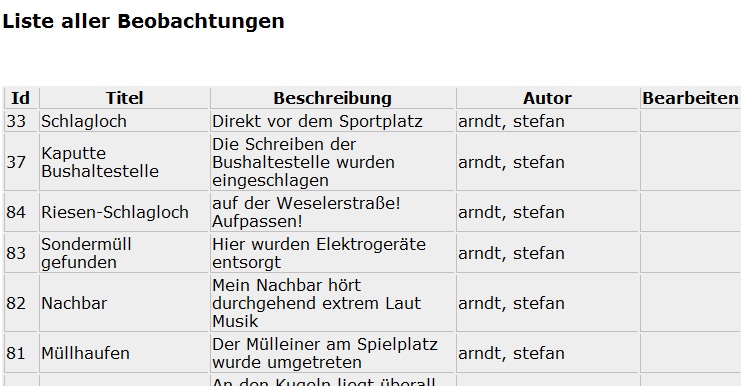 Liste aller Beobachtungen
Id Titel Beschreibung Autor Bearbeiten
33 Schlagloch Direkt vor dem Sportplatz arndt, stefan
37 Kaputte Bushaltestelle Die Schreiben der Bushaltestelle wurden eingeschlagen arndt, stefan
84 Riesen-Schlagloch auf der Weselerstraße! Aufpassen! arndt, stefan
83 Sondermüll gefunden Hier wurden Elektrogeräte entsorgt arndt, stefan
82 Nachbar Mein Nachbar hört durchgehend extrem Laut Musik arndt, stefan
81 Müllhaufen Der Mülleiner am Spielplatz wurde umgetreten arndt, stefan
An den Kugeln liegt überall